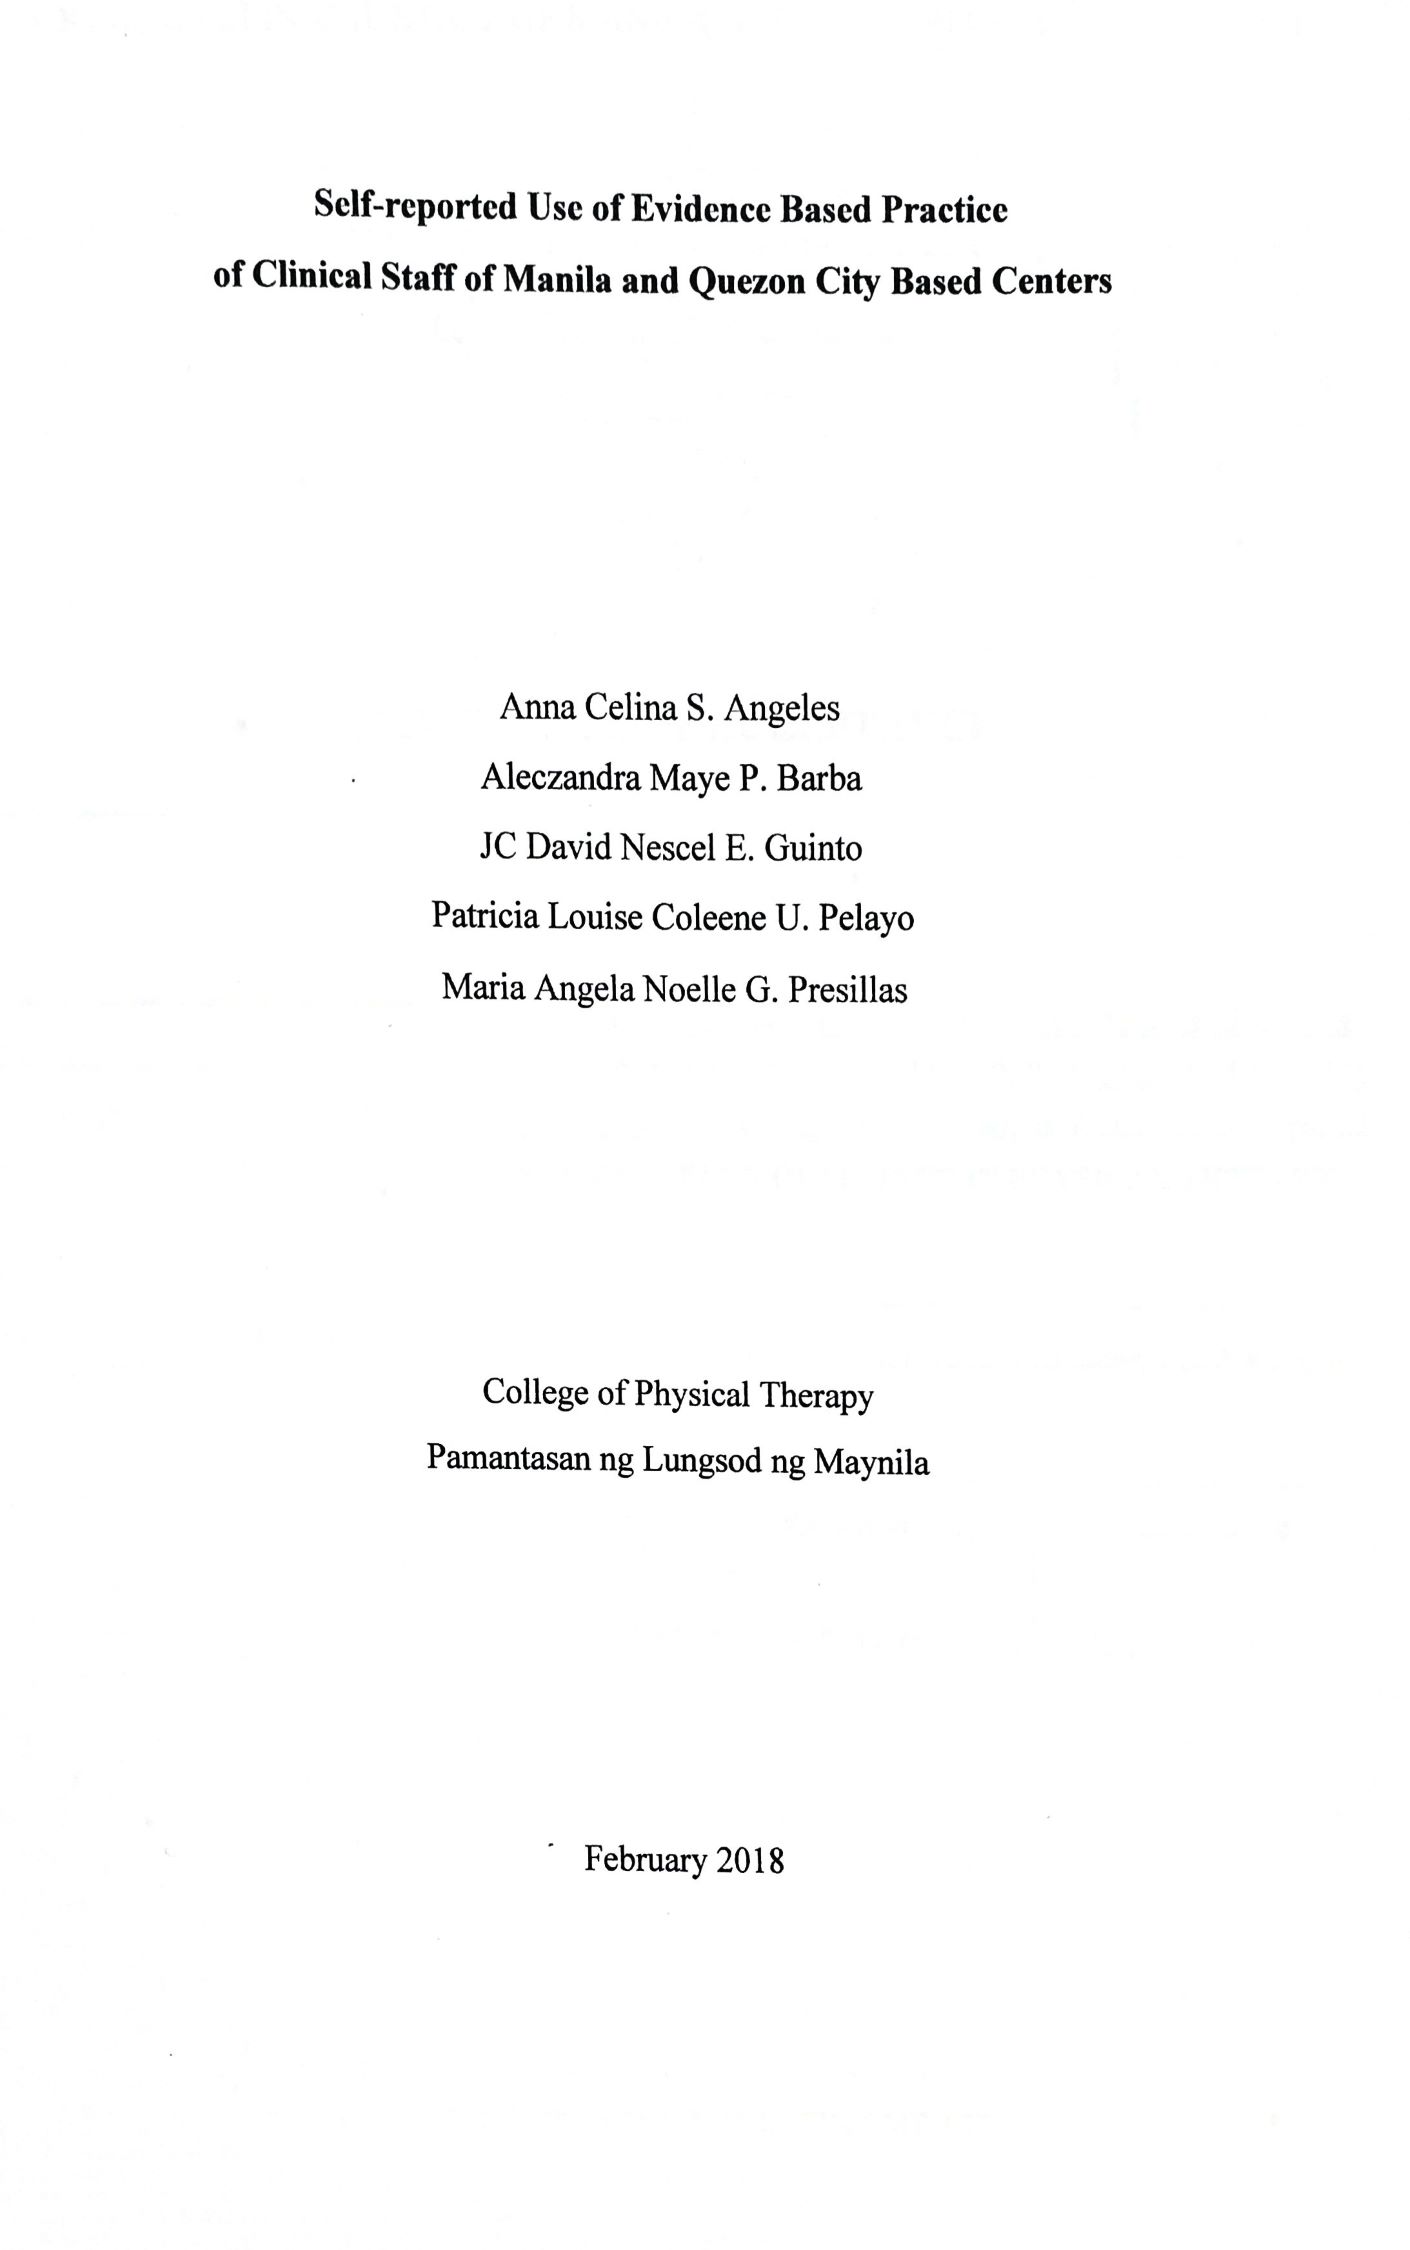 Self-reported Use of Evidence Based Practice
of Clinical Staff of Manila and Quezon City Based Centers
Anna Celina S. Angeles
Aleczandra Maye P. Barba
JC David Nescel E. Guinto
Patricia Louise Coleene U. Pelayo
Maria Angela Noelle G. Presillas
College of Physical Therapy
Pamantasan ng Lungsod ng Maynila
February 2018